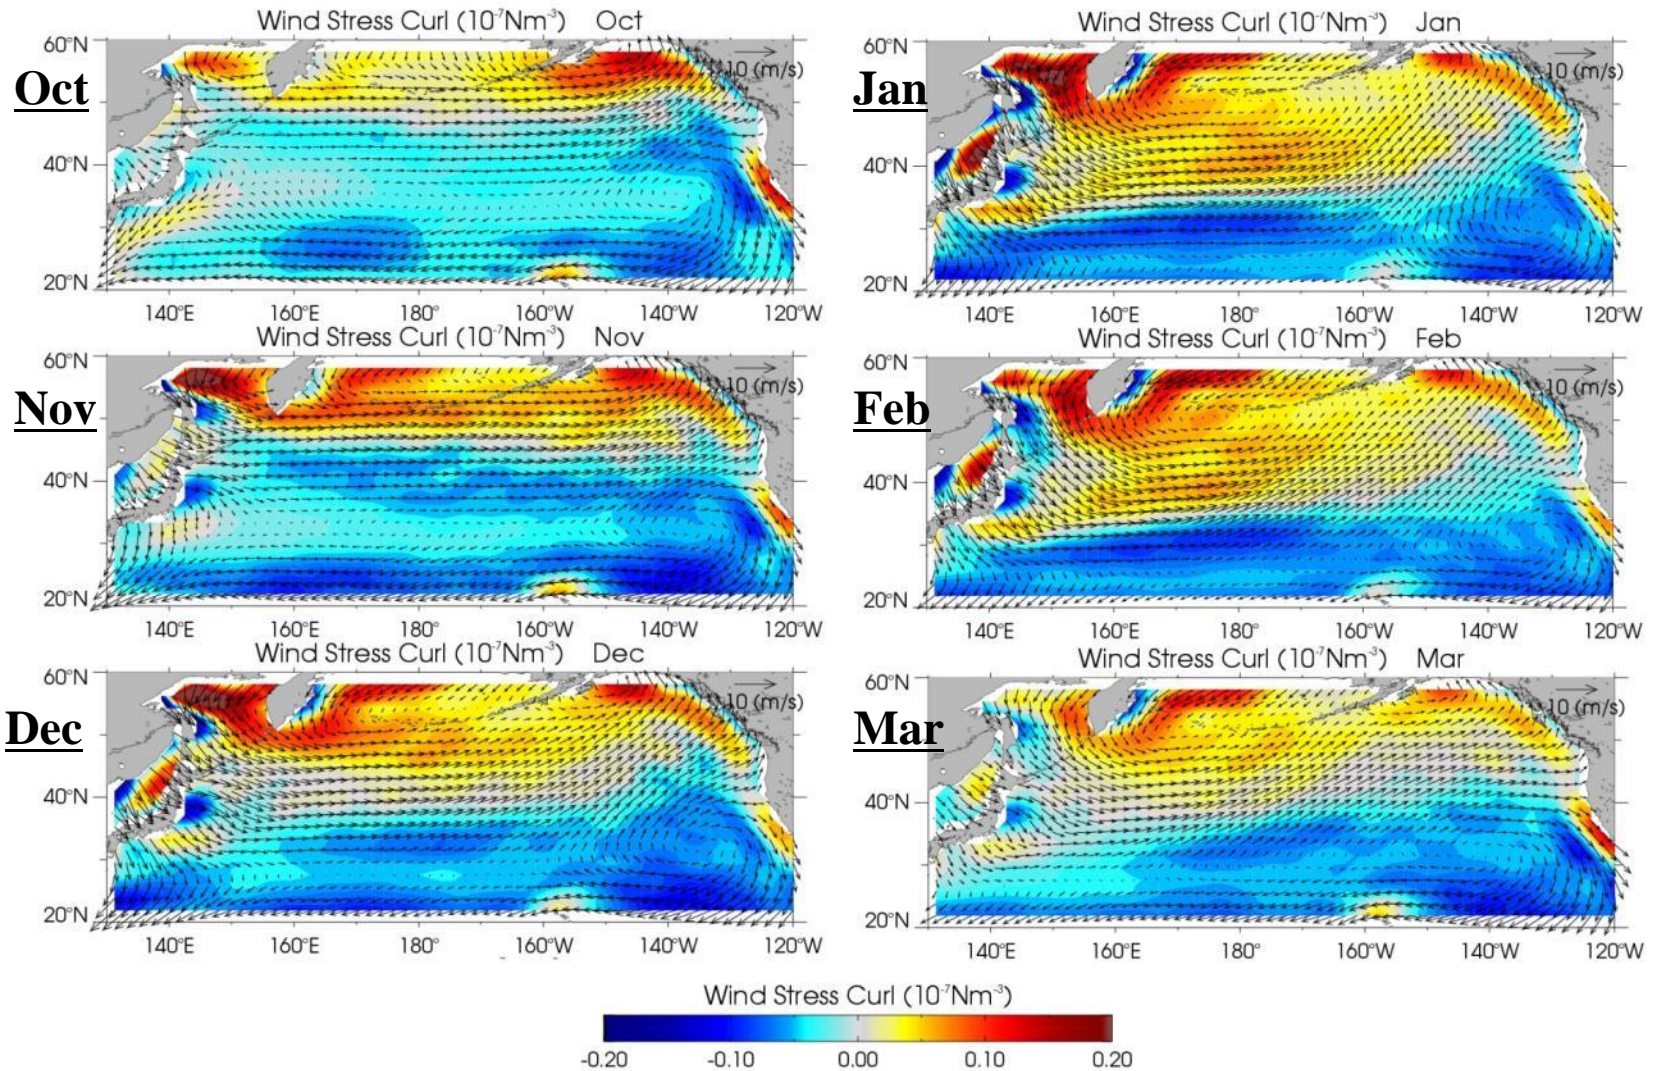 Wind Stress Curl (10⁻⁷Nm⁻³) Oct
60°N
40°N
20°N
10 (m/s)
140°E 160°E 180° 160°W 140°W 120°W
Oct
Wind Stress Curl (10⁻⁷Nm⁻³) Jan
60°N
40°N
20°N
10 (m/s)
140°E 160°E 180° 160°W 140°W 120°W
Jan
Wind Stress Curl (10⁻⁷Nm⁻³) Nov
60°N
40°N
20°N
10 (m/s)
140°E 160°E 180° 160°W 140°W 120°W
Nov
Wind Stress Curl (10⁻⁷Nm⁻³) Feb
60°N
40°N
20°N
10 (m/s)
140°E 160°E 180° 160°W 140°W 120°W
Feb
Wind Stress Curl (10⁻⁷Nm⁻³) Dec
60°N
40°N
20°N
10 (m/s)
140°E 160°E 180° 160°W 140°W 120°W
Dec
Wind Stress Curl (10⁻⁷Nm⁻³) Mar
60°N
40°N
20°N
10 (m/s)
140°E 160°E 180° 160°W 140°W 120°W
Mar
Wind Stress Curl (10⁻⁷Nm⁻³)
-0.20 -0.10 0.00 0.10 0.20